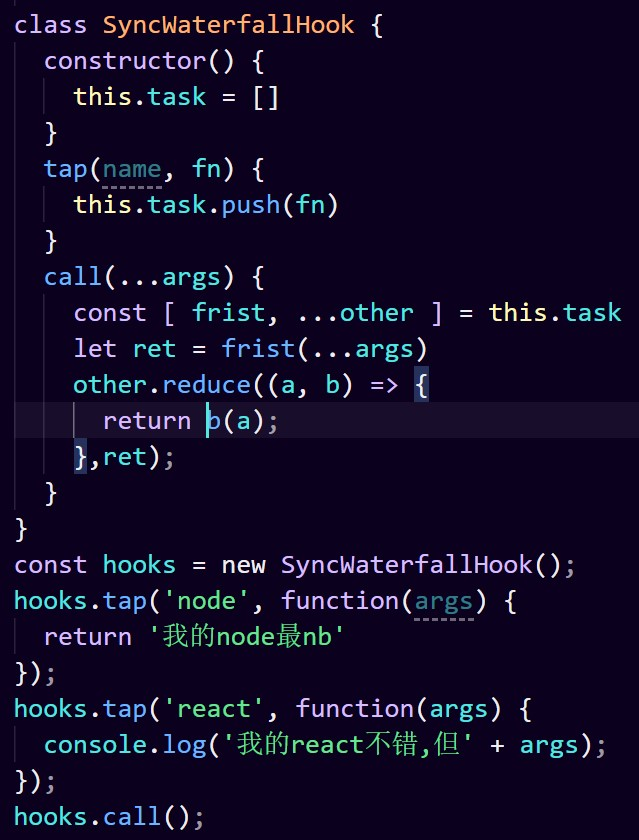 class SyncWaterfallHook {
  constructor() {
    this.task = []
  }
  tap(name, fn) {
    this.task.push(fn)
  }
  call(...args) {
    const [ frist, ...other ] = this.task
    let ret = frist(...args)
    other.reduce((a, b) => {
      return b(a);
    },ret);
  }
}
const hooks = new SyncWaterfallHook();
hooks.tap('node', function(args) {
  return '我的node最nb'
});
hooks.tap('react', function(args) {
  console.log('我的react不错,但' + args);
});
hooks.call();